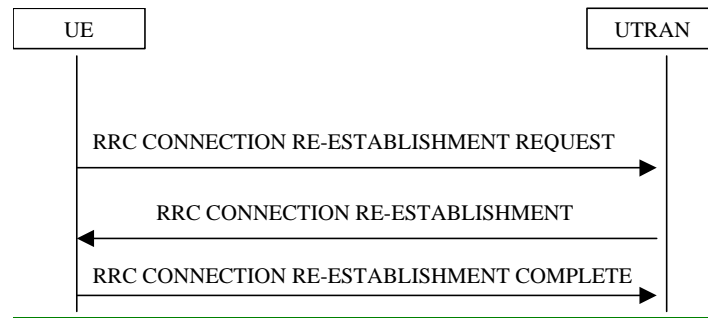 UE
UTRAN
RRC CONNECTION RE-ESTABLISHMENT REQUEST
RRC CONNECTION RE-ESTABLISHMENT
RRC CONNECTION RE-ESTABLISHMENT COMPLETE